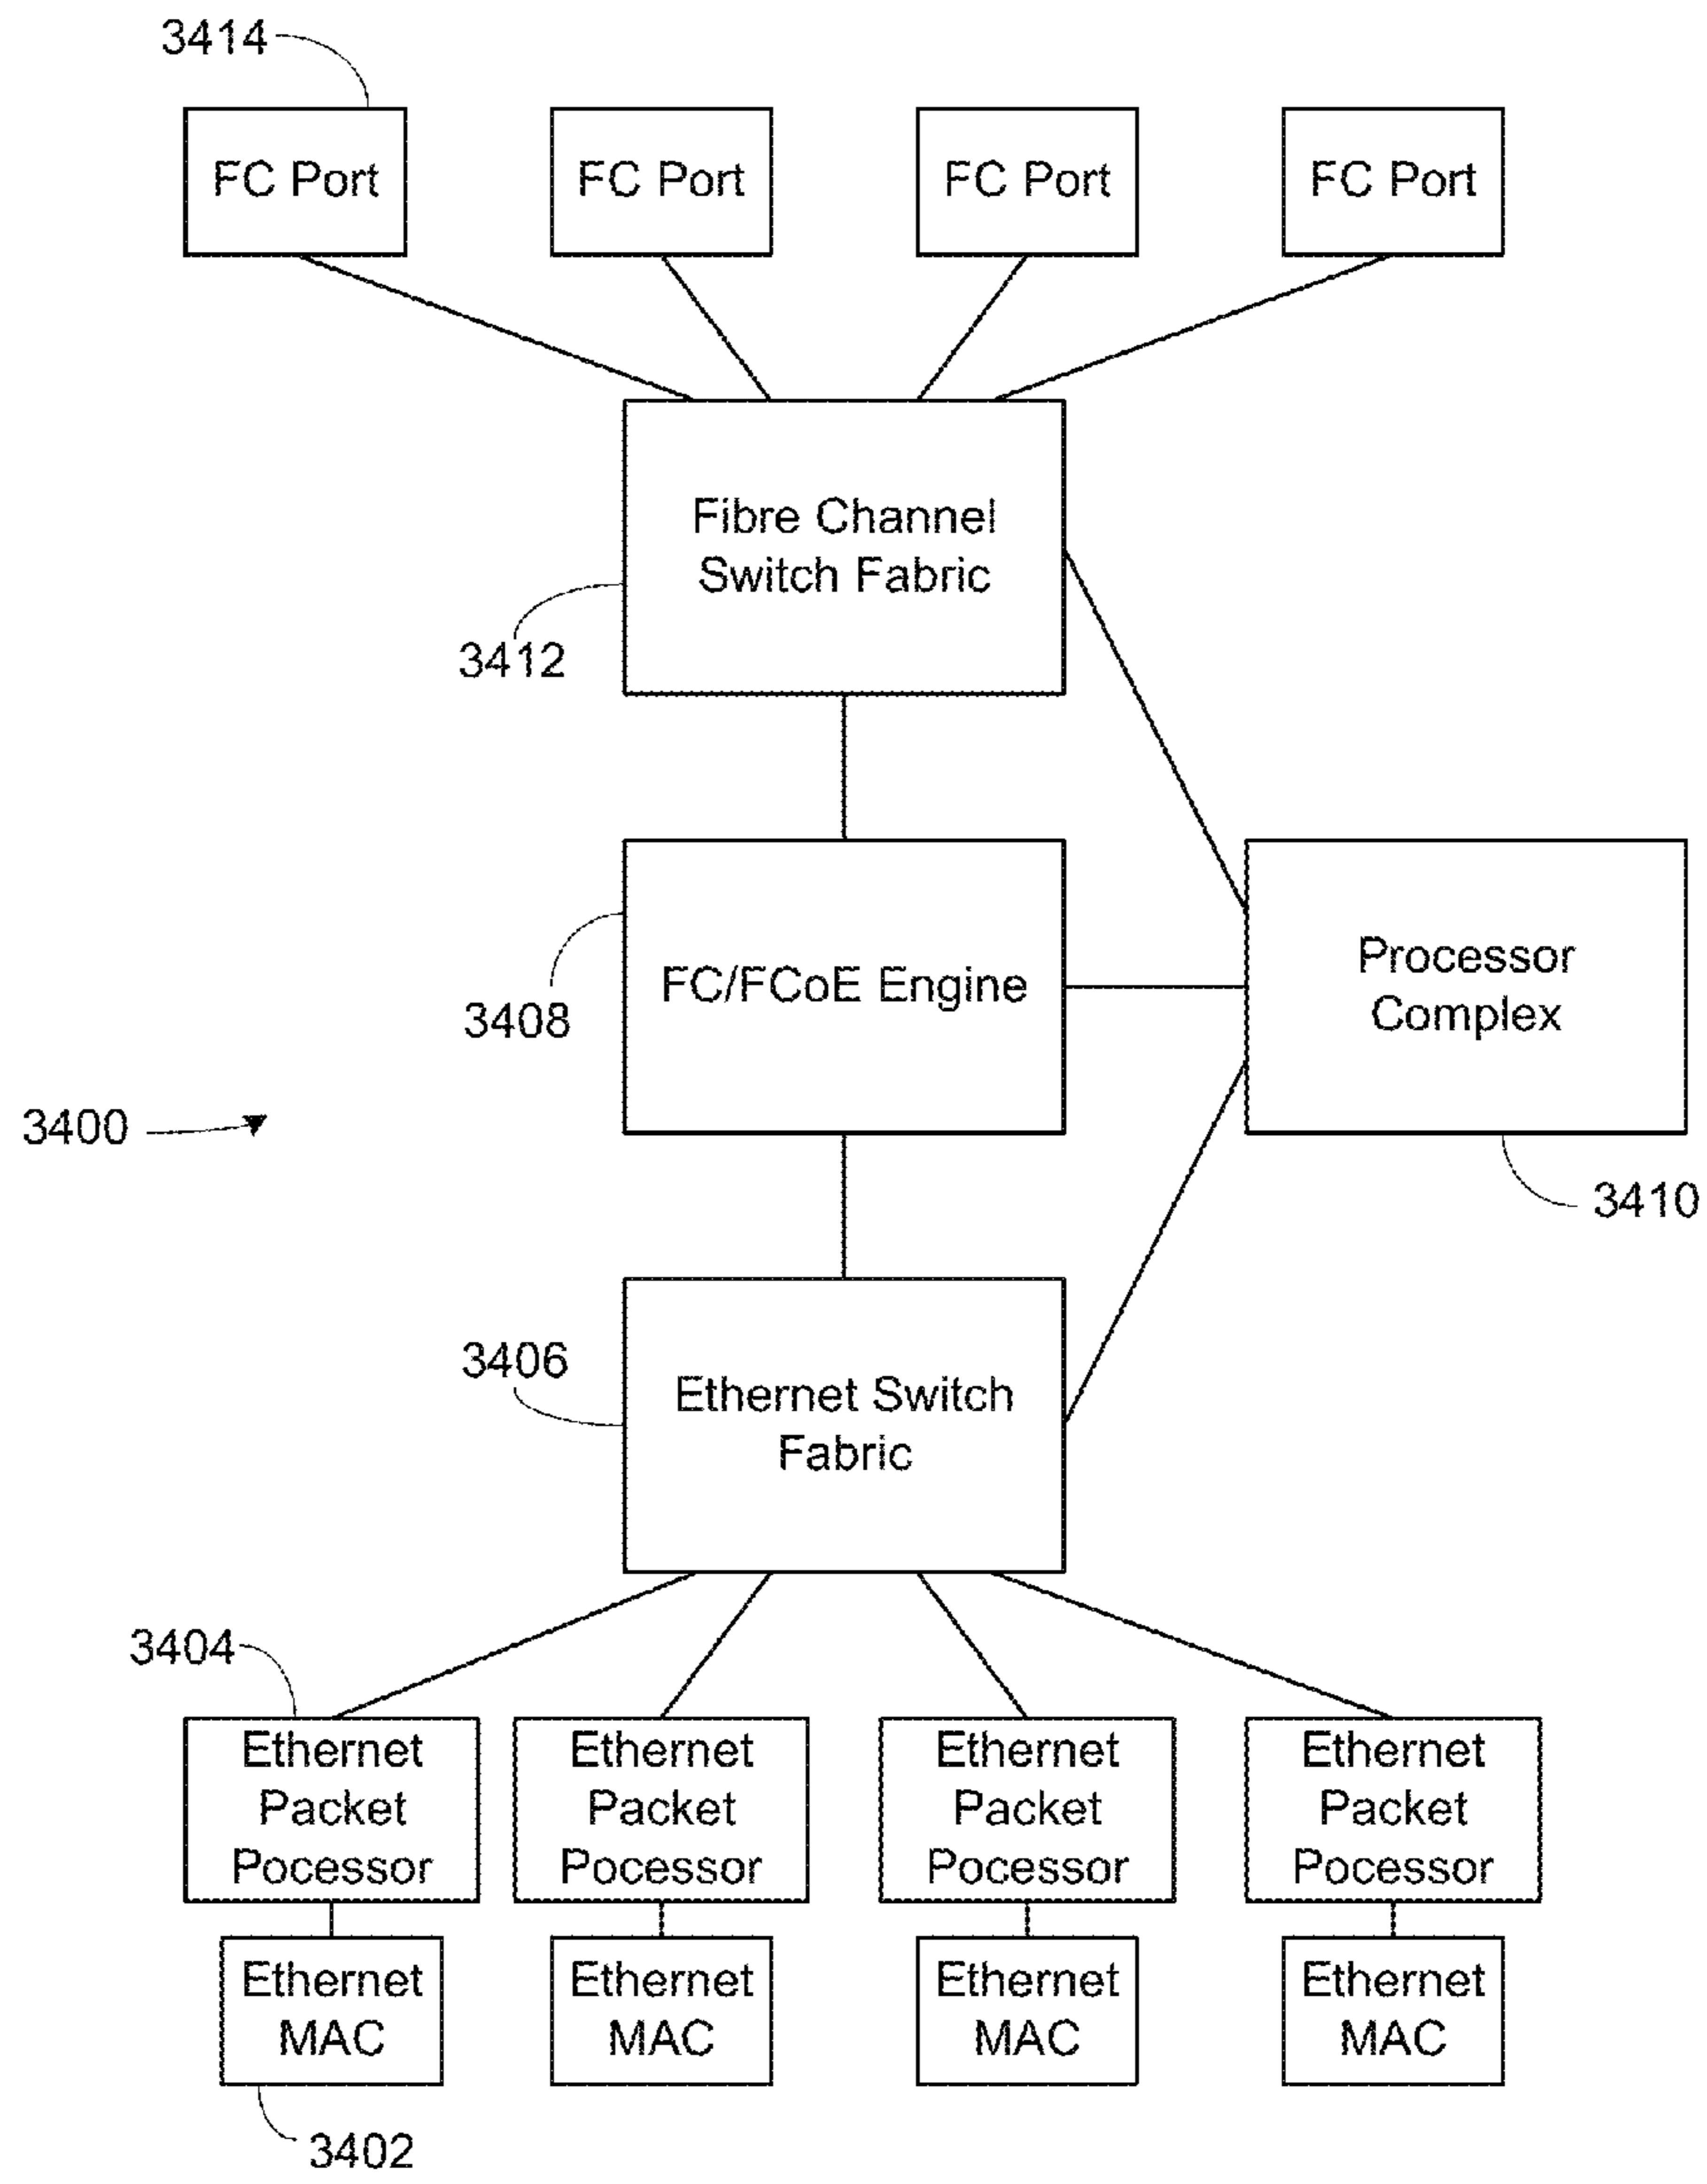 3414
FC Port
FC Port
FC Port
FC Port
Fibre Channel
Switch Fabric
3412
FC/FCoE Engine
3408
Processor
Complex
3400
3410
3406
Ethernet Switch
Fabric
3404
Ethernet
Packet
Pocessor
Ethernet
Packet
Pocessor
Ethernet
Packet
Pocessor
Ethernet
Packet
Pocessor
Ethernet
MAC
Ethernet
MAC
Ethernet
MAC
Ethernet
MAC
3402